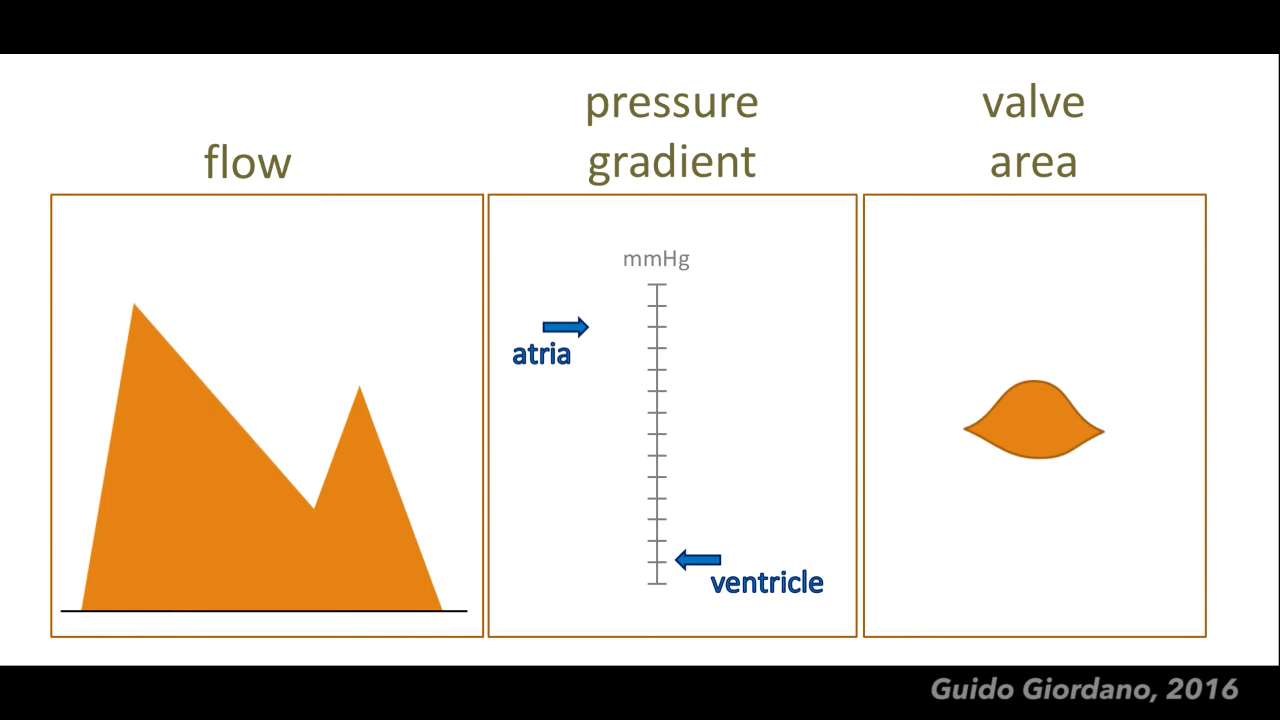 flow
pressure
gradient
valve
area
mmHg
atria
ventricle
Guido Giordano, 2016